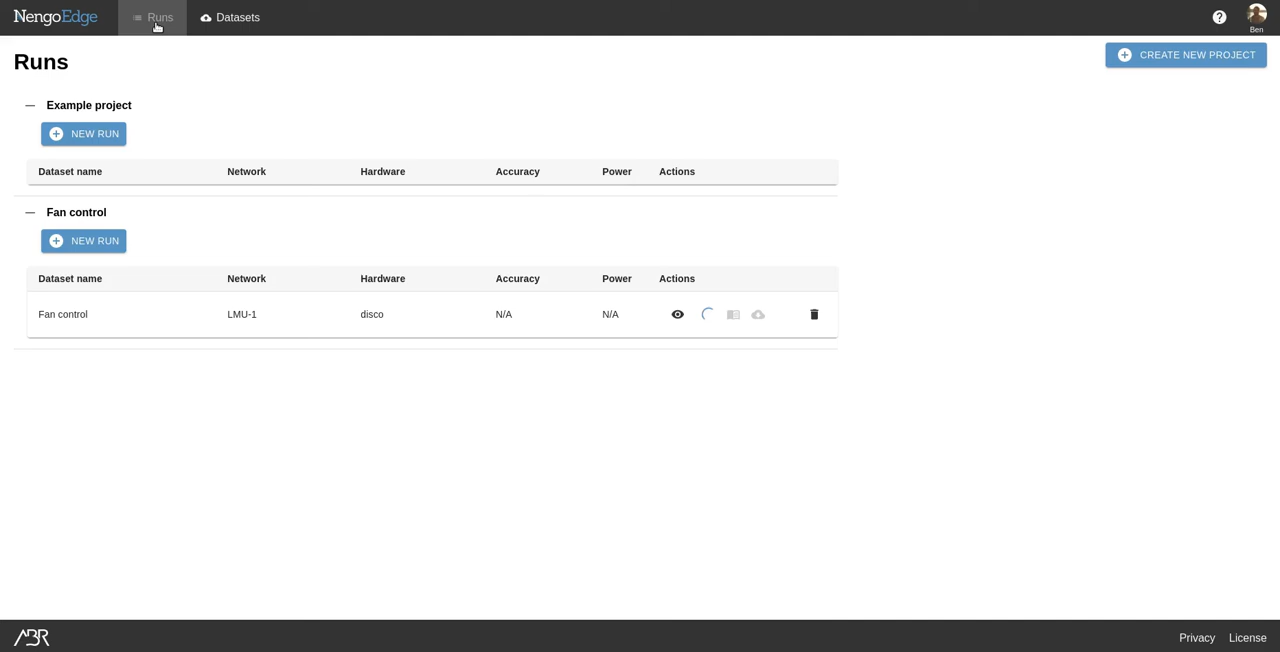 NengoEdge Runs Datasets ?
Ben
Runs
CREATE NEW PROJECT
Example project
NEW RUN
Dataset name Network Hardware Accuracy Power Actions
Fan control
NEW RUN
Dataset name Network Hardware Accuracy Power Actions
Fan control LMU-1 disco N/A N/A
ABR Privacy License